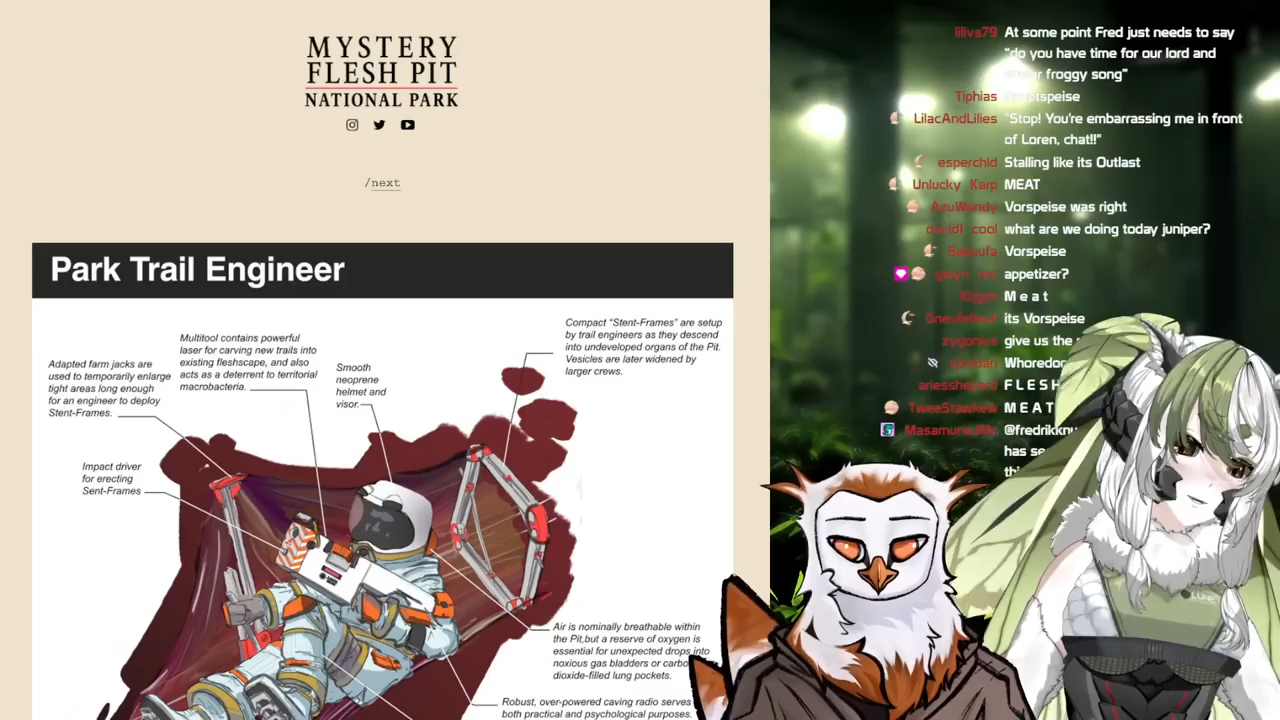 MYSTERY
FLESH PIT
NATIONAL PARK
/next
Park Trail Engineer
Adapted farm jacks are
used to temporarily enlarge
tight areas long enough
for an engineer to deploy
Stent-Frames.
Multitool contains powerful
laser for carving new trails into
existing fleshscape, and also
acts as a deterrent to territorial
macrobacteria.
Smooth
neoprene
helmet and
visor.
Compact “Stent-Frames” are setup
by trail engineers as they descend
into undeveloped organs of the Pit.
Vesicles are later widened by
larger crews.
Impact driver
for erecting
Sent-Frames
Air is nominally breathable within
the Pit,but a reserve of oxygen is
essential for unexpected drops into
noxious gas bladders or carbon
dioxide-filled lung pockets.
Robust, over-powered caving radio serves
both practical and psychological purposes.
lilivs79 At some point Fred just needs to say
"do you have time for our lord and
froggy song"
Tiphias
LilacAndLilies "Stop! You're embarrassing me in front
of Loren, chat!!"
esperchld Stalling like its Outlast
Unlucky_Karp MEAT
AzuWendy Vorspeise was right
what are we doing today juniper?
Vorspeise
appetizer?
M e a t
its Vorspeise
zygonius give us the
Whoredo
ariesshepard F L E S H
TweeStawkew M E A T
has se